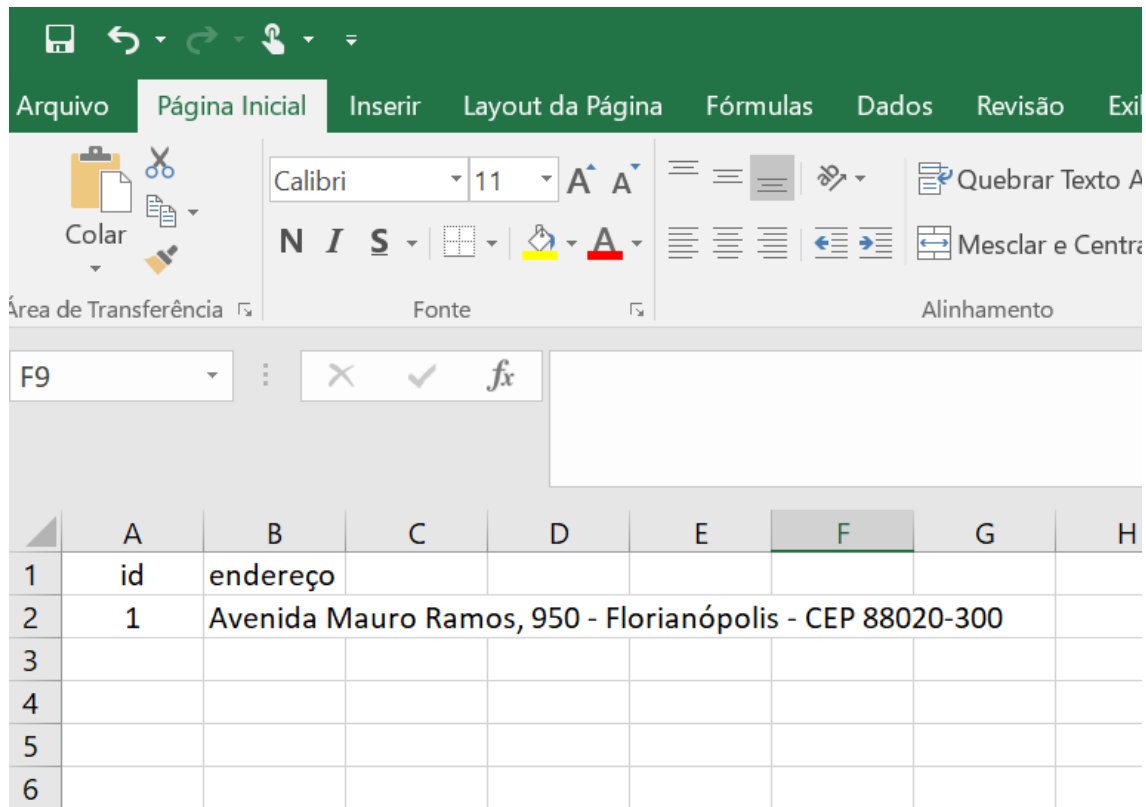 Arquivo Página Inicial Inserir Layout da Página Fórmulas Dados Revisão
Calibri 11 A A Quebrar Texto A
Colar
N I S A Mesclar e Centra
Área de Transferência Fonte Alinhamento
F9 fx
A B C D E F G H
1 id endereço
2 1 Avenida Mauro Ramos, 950 - Florianópolis - CEP 88020-300
3
4
5
6